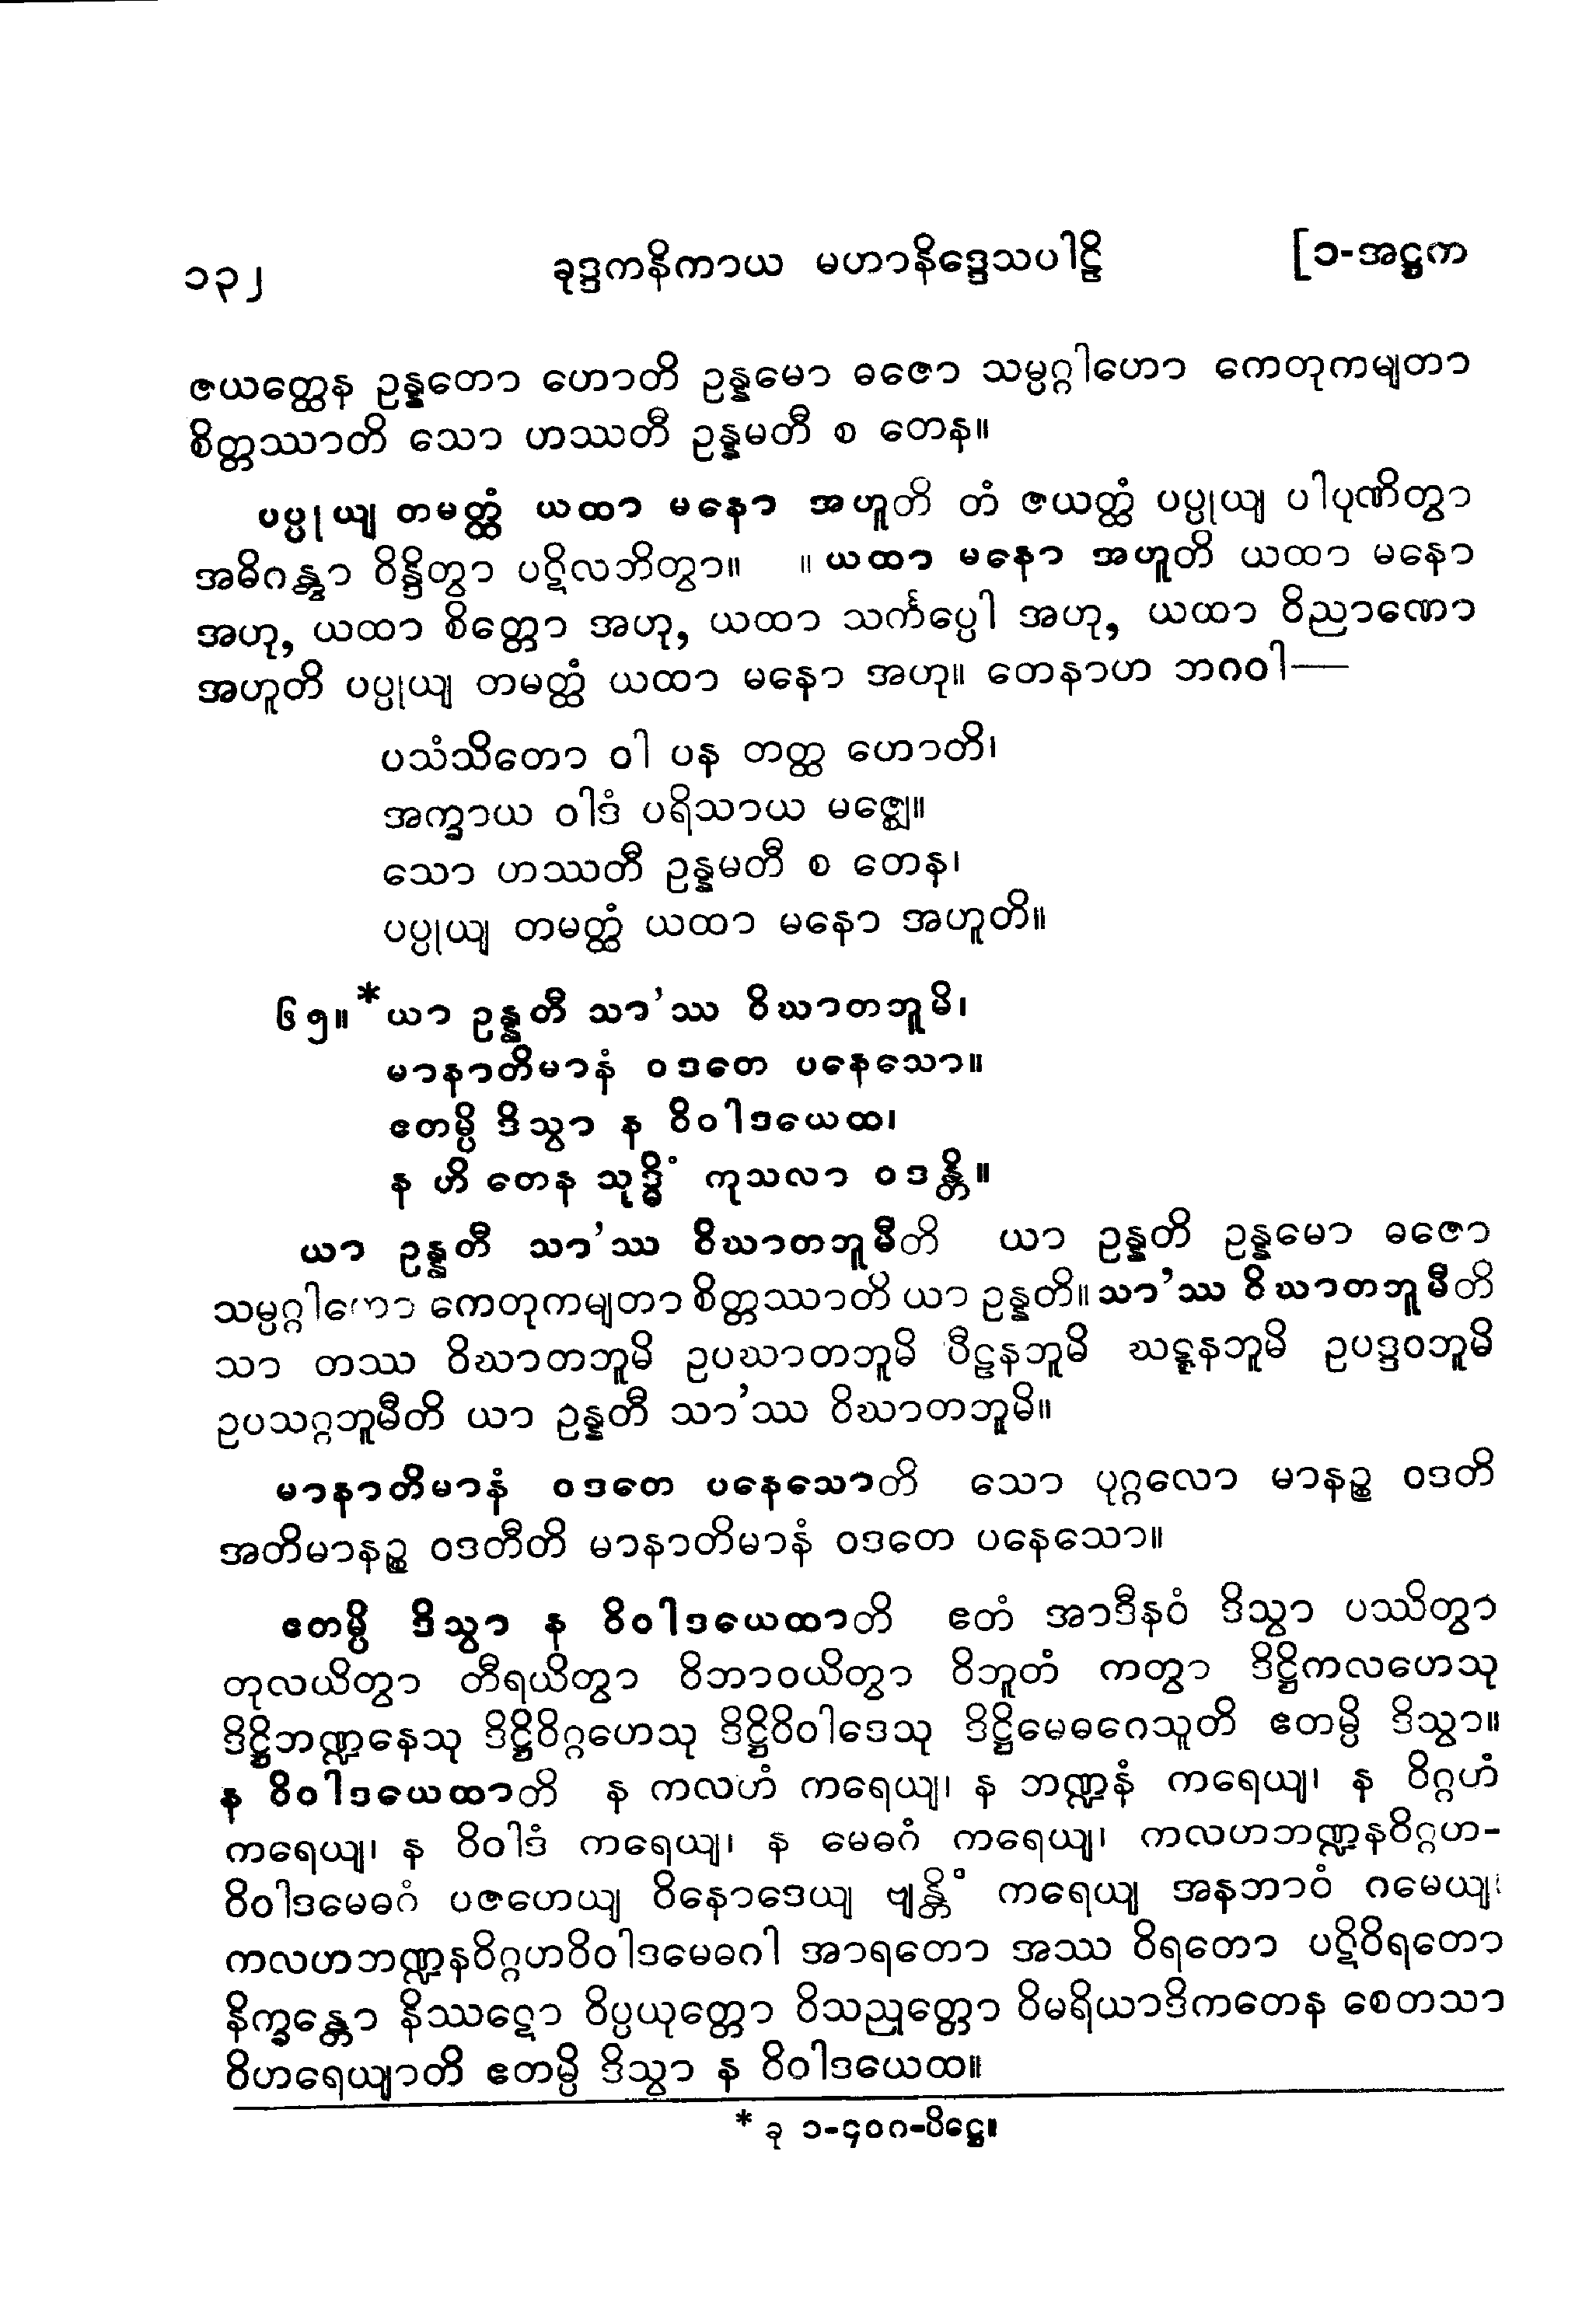 ၁၃၂ ခုဒ္ဒကနိကာယ မဟာနိဒ္ဒေသပါဠိ [၁-အဋ္ဌက
ဇယတ္ထေန ဥန္နတော ဟောတိ ဥန္နမော ဓဇော သမ္ပဂ္ဂါဟော ကေတုကမျတာ
စိတ္တဿာတိ သော ဟဿတီ ဥန္နမတီ စ တေန။
ပပ္ပုယျ တမတ္ထံ ယထာ မနော အဟူတိ တံ ဇယတ္ထံ ပပ္ပုယျ ပါပုဏိတွာ
အဓိဂန္တွာ ဝိန္ဒိတွာ ပဋိလဘိတွာ။ ။ ယထာ မနော အဟူတိ ယထာ မနော
အဟု, ယထာ စိတ္တော အဟု, ယထာ သင်္ကပ္ပေါ အဟု, ယထာ ဝိညာဏော
အဟူတိ ပပ္ပုယျ တမတ္ထံ ယထာ မနော အဟု။ တေနာဟ ဘဂဝါ—
ပသံသိတော ဝါ ပန တတ္ထ ဟောတိ၊
အက္ခာယ ဝါဒံ ပရိသာယ မဇ္ဈေ။
သော ဟဿတီ ဥန္နမတီ စ တေန၊
ပပ္ပုယျ တမတ္ထံ ယထာ မနော အဟူတိ။
၆၅။ * ယာ ဥန္နတီ သာ’ဿ ဝိဃာတဘူမိ၊
မာနာတိမာနံ ဝဒတေ ပနေသော။
ဧတမ္ပိ ဒိသွာ န ဝိဝါဒယေထ၊
န ဟိ တေန သုဒ္ဓိံ ကုသလာ ဝဒန္တိ။
ယာ ဥန္နတီ သာ’ဿ ဝိဃာတဘူမီတိ ယာ ဥန္နတိ ဥန္နမော ဓဇော
သမ္ပဂ္ဂါဟော ကေတုကမျတာ စိတ္တဿာတိ ယာ ဥန္နတိ။ သာ’ဿ ဝိဃာတဘူမီတိ
သာ တဿ ဝိဃာတဘူမိ ဥပဃာတဘူမိ ပီဠနဘူမိ ဃဋ္ဋနဘူမိ ဥပဒ္ဒဝဘူမိ
ဥပသဂ္ဂဘူမီတိ ယာ ဥန္နတီ သာ’ဿ ဝိဃာတဘူမိ။
မာနာတိမာနံ ဝဒတေ ပနေသောတိ သော ပုဂ္ဂလော မာနဉ္စ ဝဒတိ
အတိမာနဉ္စ ဝဒတီတိ မာနာတိမာနံ ဝဒတေ ပနေသော။
ဧတမ္ပိ ဒိသွာ န ဝိဝါဒယေထာတိ ဧတံ အာဒီနဝံ ဒိသွာ ပဿိတွာ
တုလယိတွာ တီရယိတွာ ဝိဘာဝယိတွာ ဝိဘူတံ ကတွာ ဒိဋ္ဌိကလဟေသု
ဒိဋ္ဌိဘဏ္ဍနေသု ဒိဋ္ဌိဝိဂ္ဂဟေသု ဒိဋ္ဌိဝိဝါဒေသု ဒိဋ္ဌိမေဓဂေသူတိ ဧတမ္ပိ ဒိသွာ။
န ဝိဝါဒယေထာတိ န ကလဟံ ကရေယျ၊ န ဘဏ္ဍနံ ကရေယျ၊ န ဝိဂ္ဂဟံ
ကရေယျ၊ န ဝိဝါဒံ ကရေယျ၊ န မေဓဂံ ကရေယျ၊ ကလဟဘဏ္ဍနဝိဂ္ဂဟ-
ဝိဝါဒမေဓဂံ ပဇဟေယျ ဝိနောဒေယျ ဗျန္တိံ ကရေယျ အနဘာဝံ ဂမေယျ၊
ကလဟဘဏ္ဍနဝိဂ္ဂဟဝိဝါဒမေဓဂါ အာရတော အဿ ဝိရတော ပဋိဝိရတော
နိက္ခန္တော နိဿဋော ဝိပ္ပယုတ္တော ဝိသညုတ္တော ဝိမရိယာဒိကတေန စေတသာ
ဝိဟရေယျာတိ ဧတမ္ပိ ဒိသွာ န ဝိဝါဒယေထ။
* ခု ၁-၄၀၈-ပိဋ္ဌေ။